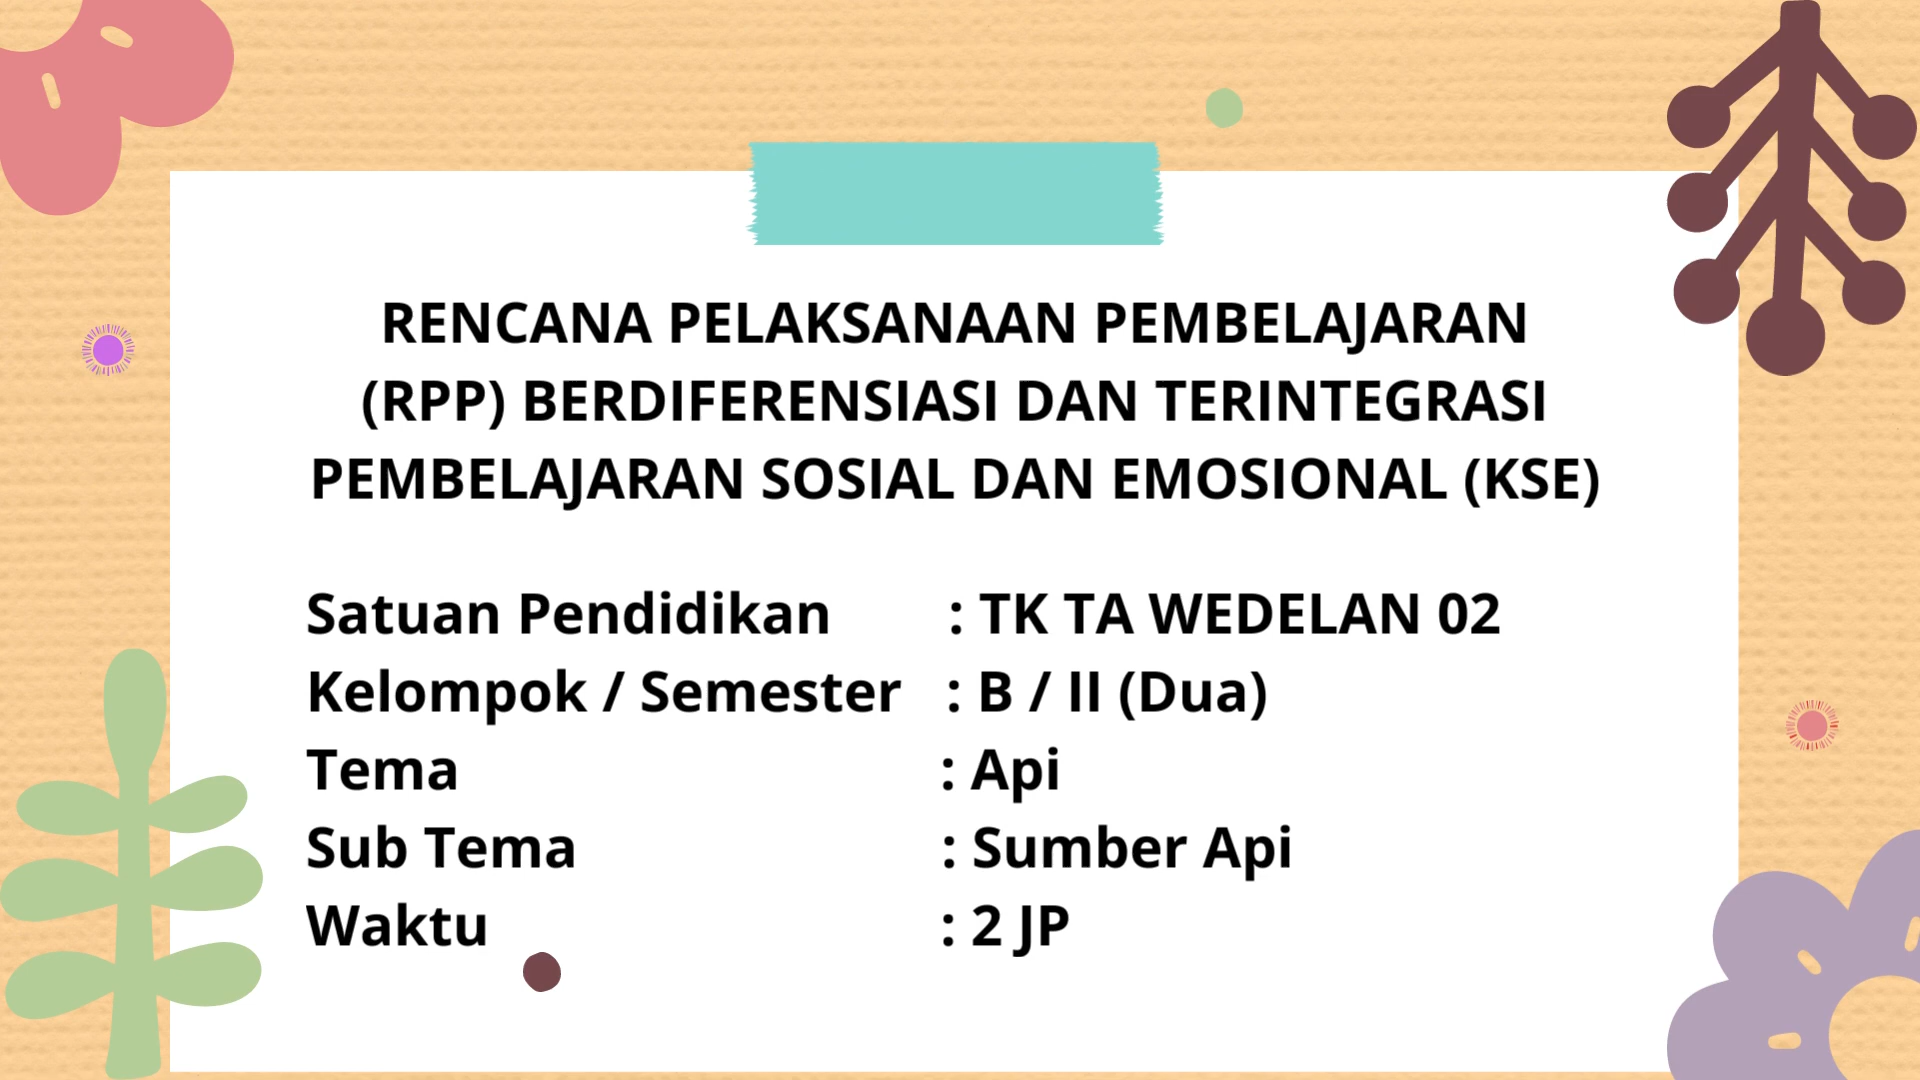 RENCANA PELAKSANAAN PEMBELAJARAN
(RPP) BERDIFERENSIASI DAN TERINTEGRASI
PEMBELAJARAN SOSIAL DAN EMOSIONAL (KSE)
Satuan Pendidikan : TK TA WEDELAN 02
Kelompok / Semester : B / II (Dua)
Tema : Api
Sub Tema : Sumber Api
Waktu : 2 JP